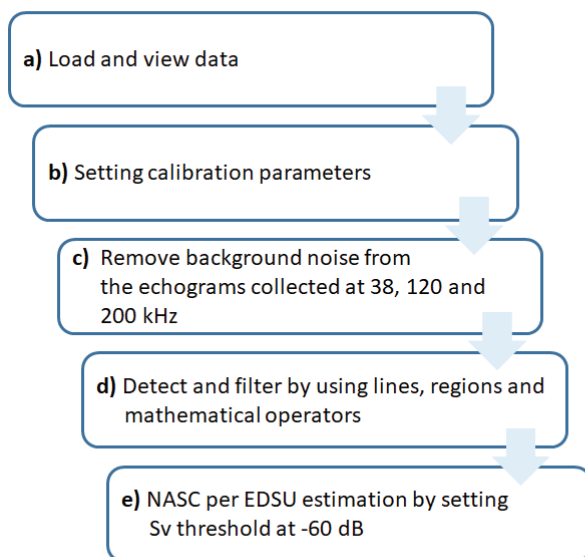 a) Load and view data
b) Setting calibration parameters
c) Remove background noise from
the echograms collected at 38, 120 and
200 kHz
d) Detect and filter by using lines, regions and
mathematical operators
e) NASC per EDSU estimation by setting
Sv threshold at -60 dB